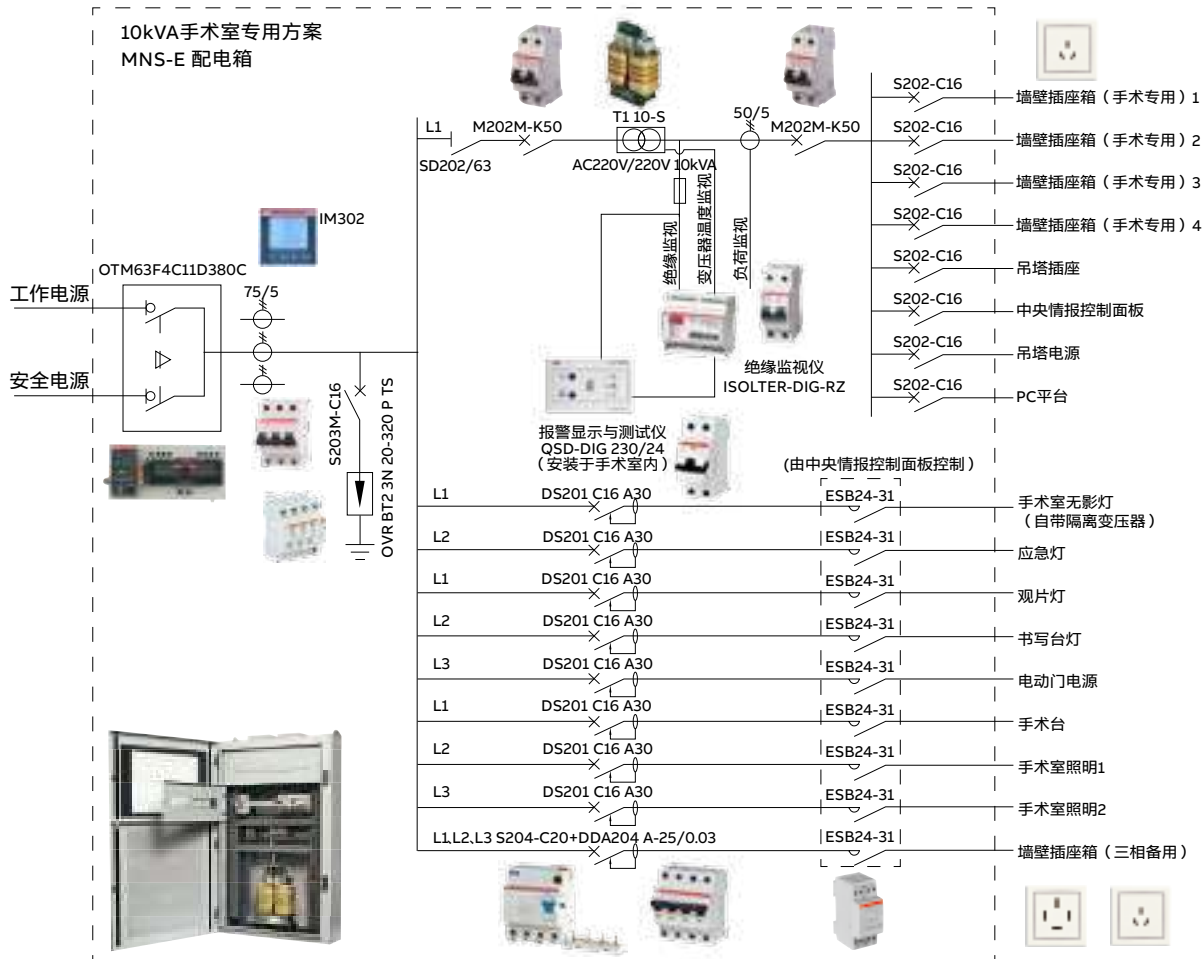 10kVA手术室专用方案
MNS-E 配电箱
L1
SD202/63
M202M-K50
T1 10-S
AC220V/220V 10kVA
50/5
M202M-K50
绝缘监视
变压器温度监视
负荷监视
S202-C16
墙壁插座箱（手术专用）1
S202-C16
墙壁插座箱（手术专用）2
S202-C16
墙壁插座箱（手术专用）3
S202-C16
墙壁插座箱（手术专用）4
S202-C16
吊塔插座
S202-C16
中央情报控制面板
S202-C16
吊塔电源
S202-C16
PC平台
IM302
OTM63F4C11D380C
工作电源
安全电源
75/5
S203M-C16
OVR BT2 3N 20-320 P TS
绝缘监视仪
ISOLTER-DIG-RZ
报警显示与测试仪
QSD-DIG 230/24
（安装于手术室内）
(由中央情报控制面板控制）
L1
DS201 C16 A30
ESB24-31
手术室无影灯
（自带隔离变压器）
L2
DS201 C16 A30
ESB24-31
应急灯
L1
DS201 C16 A30
ESB24-31
观片灯
L2
DS201 C16 A30
ESB24-31
书写台灯
L3
DS201 C16 A30
ESB24-31
电动门电源
L1
DS201 C16 A30
ESB24-31
手术台
L2
DS201 C16 A30
ESB24-31
手术室照明1
L3
DS201 C16 A30
ESB24-31
手术室照明2
L1、L2、L3 S204-C20+DDA204 A-25/0.03
ESB24-31
墙壁插座箱（三相备用）